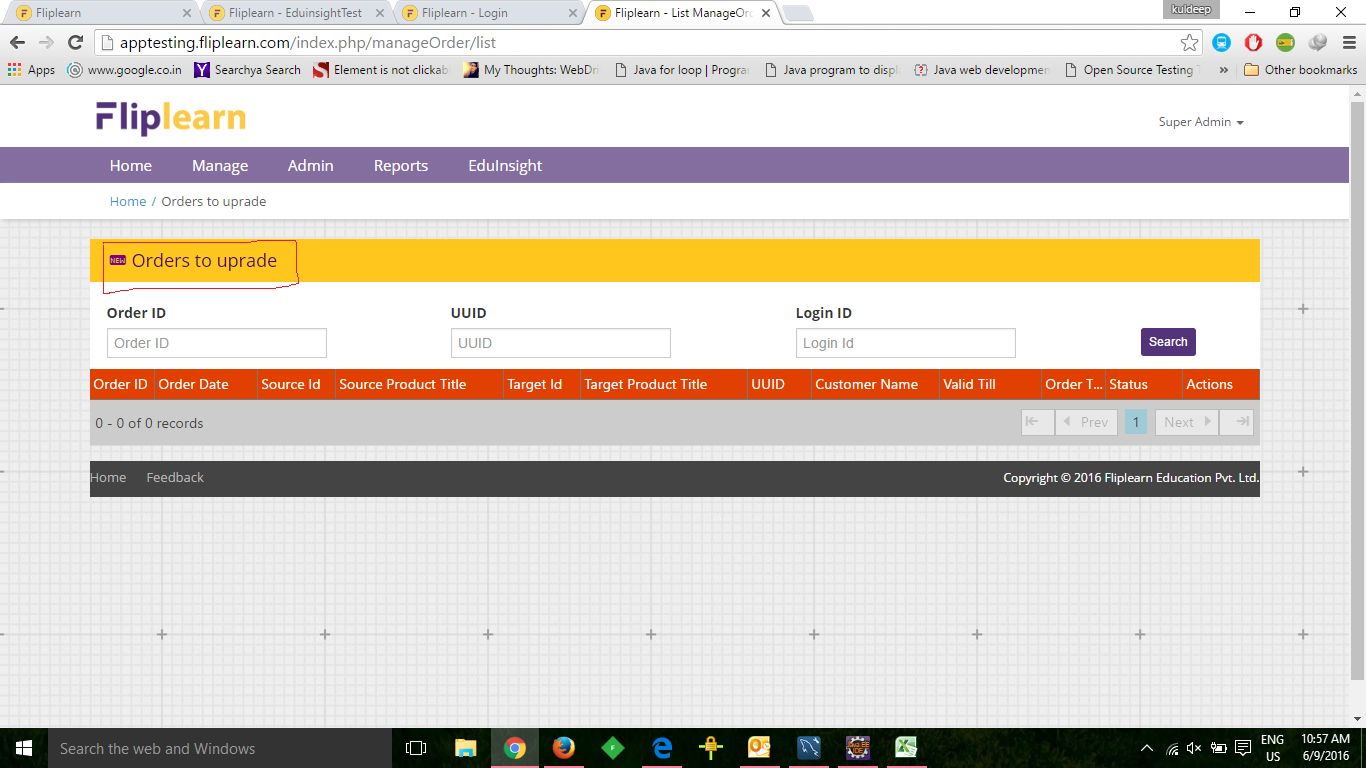 kuldeep
Fliplearn
Fliplearn - EduinsightTest
Fliplearn - Login
Fliplearn - List ManageOr
apptesting.fliplearn.com/index.php/manageOrder/list
Apps
www.google.co.in
Searchya Search
Element is not clickab
My Thoughts: WebDri
Java for loop | Progra
Java program to displ
Java web developmen
Open Source Testing T
»
Other bookmarks
Fliplearn
Super Admin
Home
Manage
Admin
Reports
EduInsight
Home / Orders to uprade
NEW Orders to uprade
Order ID
UUID
Login ID
Order ID
UUID
Login Id
Search
Order ID
Order Date
Source Id
Source Product Title
Target Id
Target Product Title
UUID
Customer Name
Valid Till
Order T...
Status
Actions
0 - 0 of 0 records
Prev
1
Next
Home
Feedback
Copyright © 2016 Fliplearn Education Pvt. Ltd.
Search the web and Windows
ENG
US
10:57 AM
6/9/2016